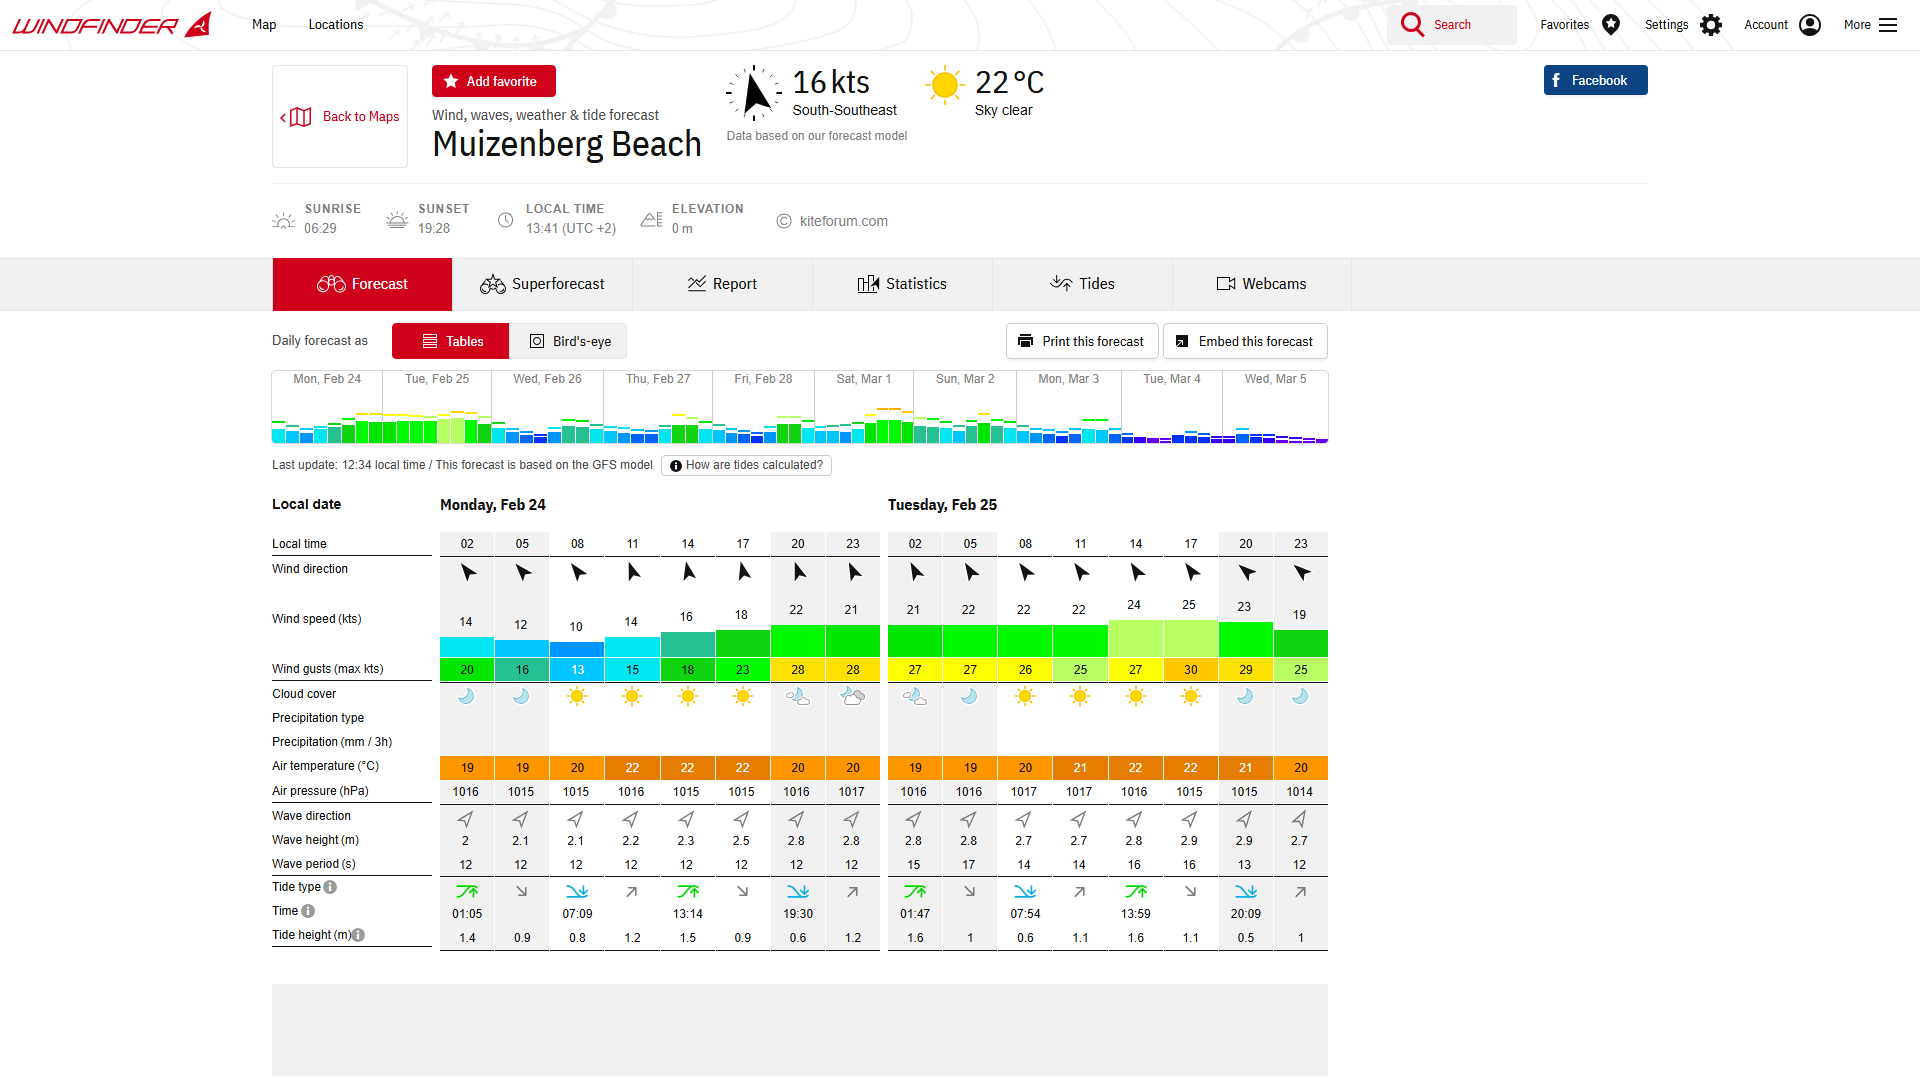 WINDFINDER Map Locations Search Favorites Settings Account More
Back to Maps
Add favorite
Wind, waves, weather & tide forecast
Muizenberg Beach
16 kts
South-Southeast
22 °C
Sky clear
Data based on our forecast model
Facebook
SUNRISE
06:29
SUNSET
19:28
LOCAL TIME
13:41 (UTC +2)
ELEVATION
0 m
© kiteforum.com
Forecast Superforecast Report Statistics Tides Webcams
Daily forecast as Tables Bird's-eye Print this forecast Embed this forecast
Mon, Feb 24 Tue, Feb 25 Wed, Feb 26 Thu, Feb 27 Fri, Feb 28 Sat, Mar 1 Sun, Mar 2 Mon, Mar 3 Tue, Mar 4 Wed, Mar 5
Last update: 12:34 local time / This forecast is based on the GFS model How are tides calculated?
Local date Monday, Feb 24 Tuesday, Feb 25
Local time 02 05 08 11 14 17 20 23 02 05 08 11 14 17 20 23
Wind direction
Wind speed (kts) 14 12 10 14 16 18 22 21 21 22 22 22 24 25 23 19
Wind gusts (max kts) 20 16 13 15 18 23 28 28 27 27 26 25 27 30 29 25
Cloud cover
Precipitation type
Precipitation (mm / 3h)
Air temperature (°C) 19 19 20 22 22 22 20 20 19 19 20 21 22 22 21 20
Air pressure (hPa) 1016 1015 1015 1016 1015 1015 1016 1017 1016 1016 1017 1017 1016 1015 1015 1014
Wave direction
Wave height (m) 2 2.1 2.1 2.2 2.3 2.5 2.8 2.8 2.8 2.8 2.7 2.7 2.8 2.9 2.9 2.7
Wave period (s) 12 12 12 12 12 12 12 12 15 17 14 14 16 16 13 12
Tide type
Time 01:05 07:09 13:14 19:30 01:47 07:54 13:59 20:09
Tide height (m) 1.4 0.9 0.8 1.2 1.5 0.9 0.6 1.2 1.6 1 0.6 1.1 1.6 1.1 0.5 1